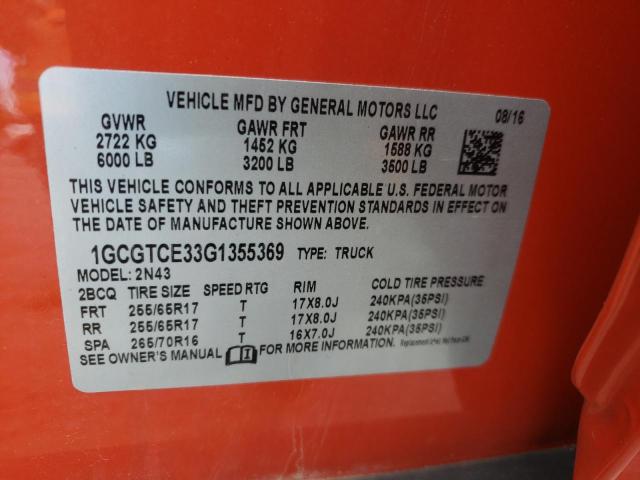 VEHICLE MFD BY GENERAL MOTORS LLC 08/16
GVWR GAWR FRT GAWR RR
2722 KG 1452 KG 1588 KG
6000 LB 3200 LB 3500 LB
THIS VEHICLE CONFORMS TO ALL APPLICABLE U.S. FEDERAL MOTOR
VEHICLE SAFETY AND THEFT PREVENTION STANDARDS IN EFFECT ON
THE DATE OF MANUFACTURE SHOWN ABOVE.
1GCGTCE33G1355369 TYPE: TRUCK
MODEL: 2N43
2BCQ TIRE SIZE SPEED RTG RIM COLD TIRE PRESSURE
FRT 255/65R17 T 17X8.0J 240KPA(35PSI)
RR 255/65R17 T 17X8.0J 240KPA(35PSI)
SPA 265/70R16 T 16X7.0J 240KPA(35PSI)
SEE OWNER'S MANUAL FOR MORE INFORMATION.